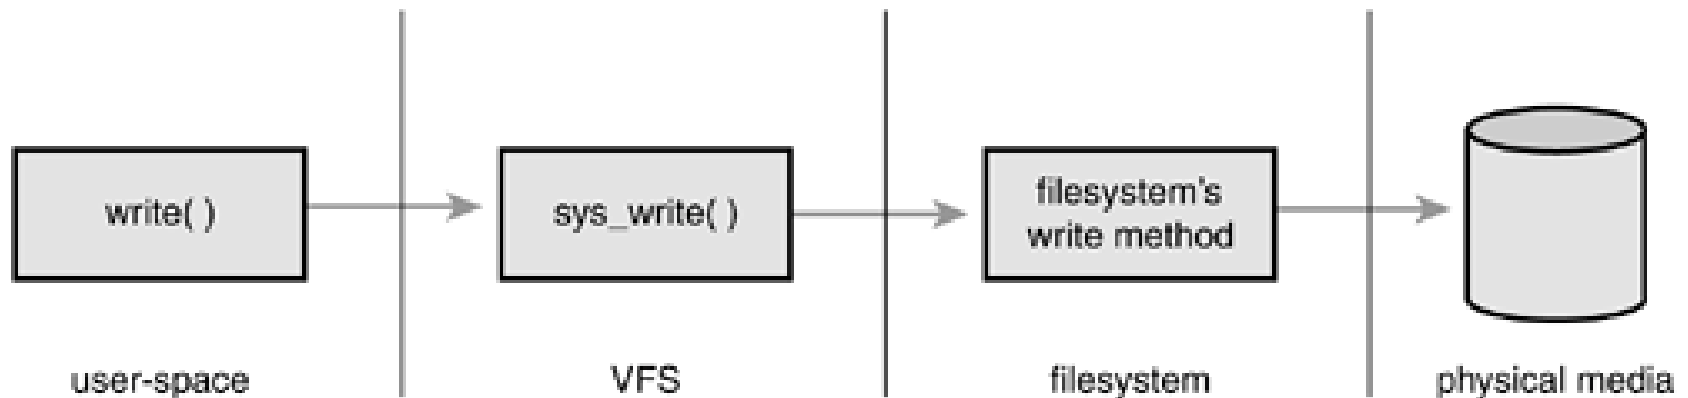 write( )
sys_write( )
filesystem's
write method
user-space
VFS
filesystem
physical media